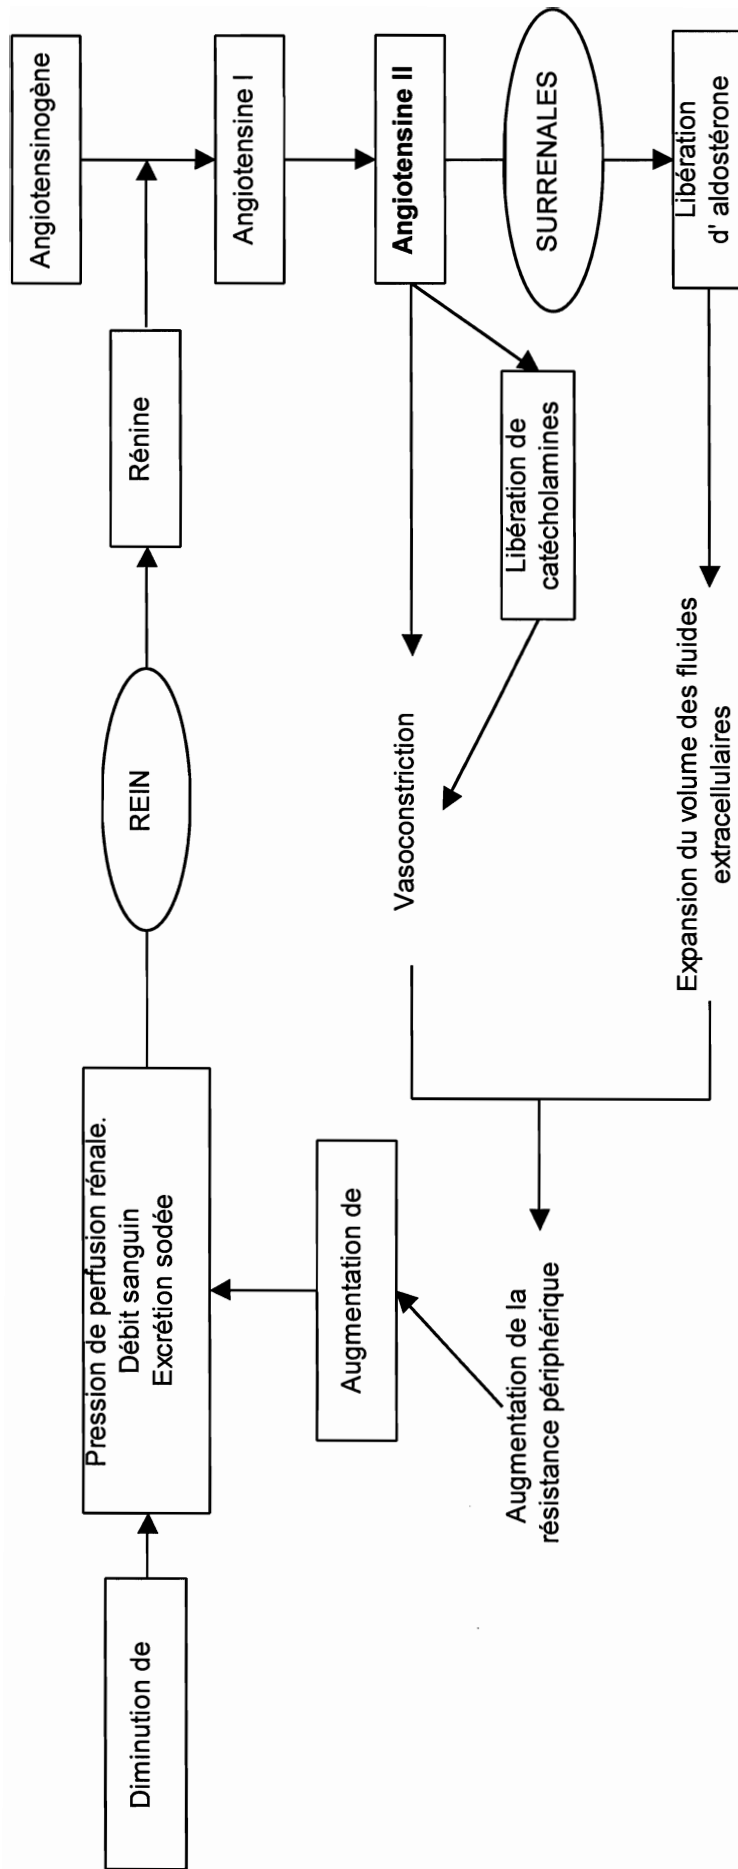 Diminution de
Pression de perfusion rénale.
Débit sanguin
Excrétion sodée
REIN
Rénine
Angiotensinogène
Angiotensine I
Angiotensine II
SURRENALES
Libération
d' aldostérone
Libération de
catécholamines
Vasoconstriction
Expansion du volume des fluides
extracellulaires
Augmentation de la
résistance périphérique
Augmentation de